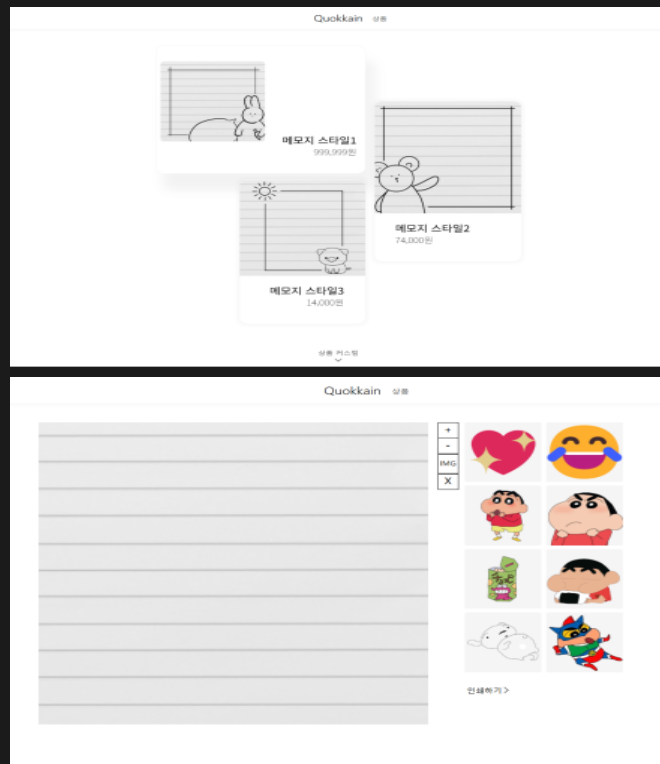 Quokkain 상품
메모지 스타일1
999,999원
메모지 스타일2
74,000원
메모지 스타일3
14,000원
상품 커스텀
Quokkain 상품
+
-
IMG
X
인쇄하기 >